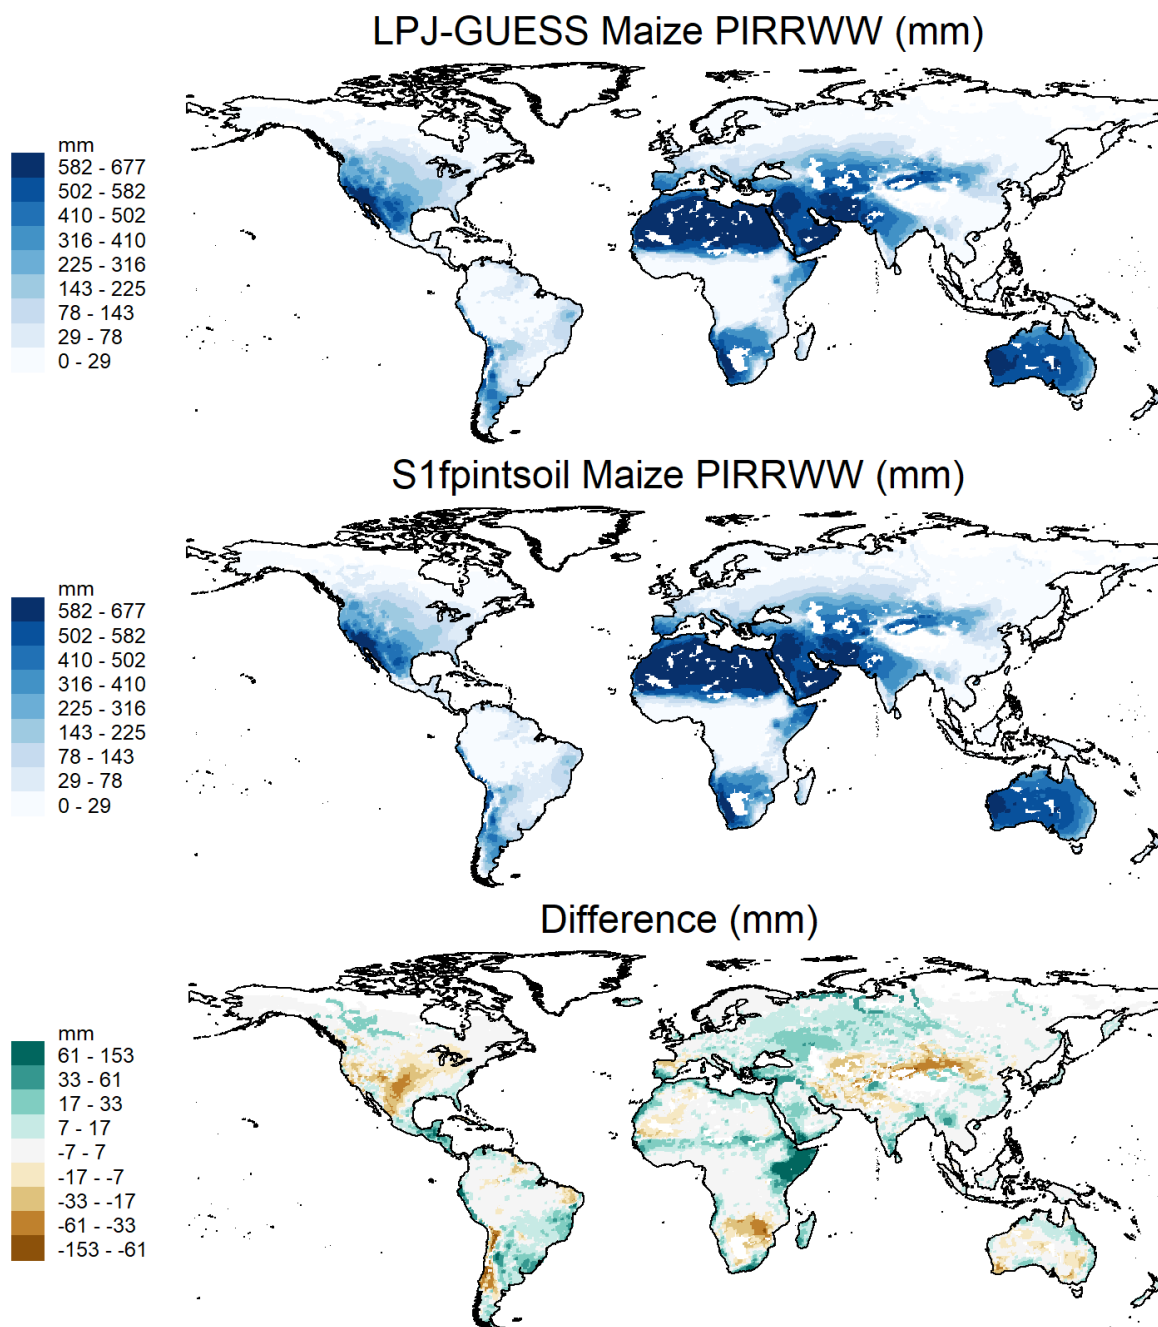 LPJ-GUESS Maize PIRRWW (mm)
mm
582 - 677
502 - 582
410 - 502
316 - 410
225 - 316
143 - 225
78 - 143
29 - 78
0 - 29
S1fpintsoil Maize PIRRWW (mm)
mm
582 - 677
502 - 582
410 - 502
316 - 410
225 - 316
143 - 225
78 - 143
29 - 78
0 - 29
Difference (mm)
mm
61 - 153
33 - 61
17 - 33
7 - 17
-7 - 7
-17 - -7
-33 - -17
-61 - -33
-153 - -61